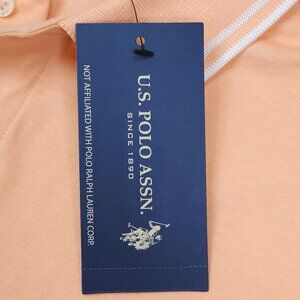 U.S. POLO ASSN.
SINCE 1890
NOT AFFILIATED WITH POLO RALPH LAUREN CORP.